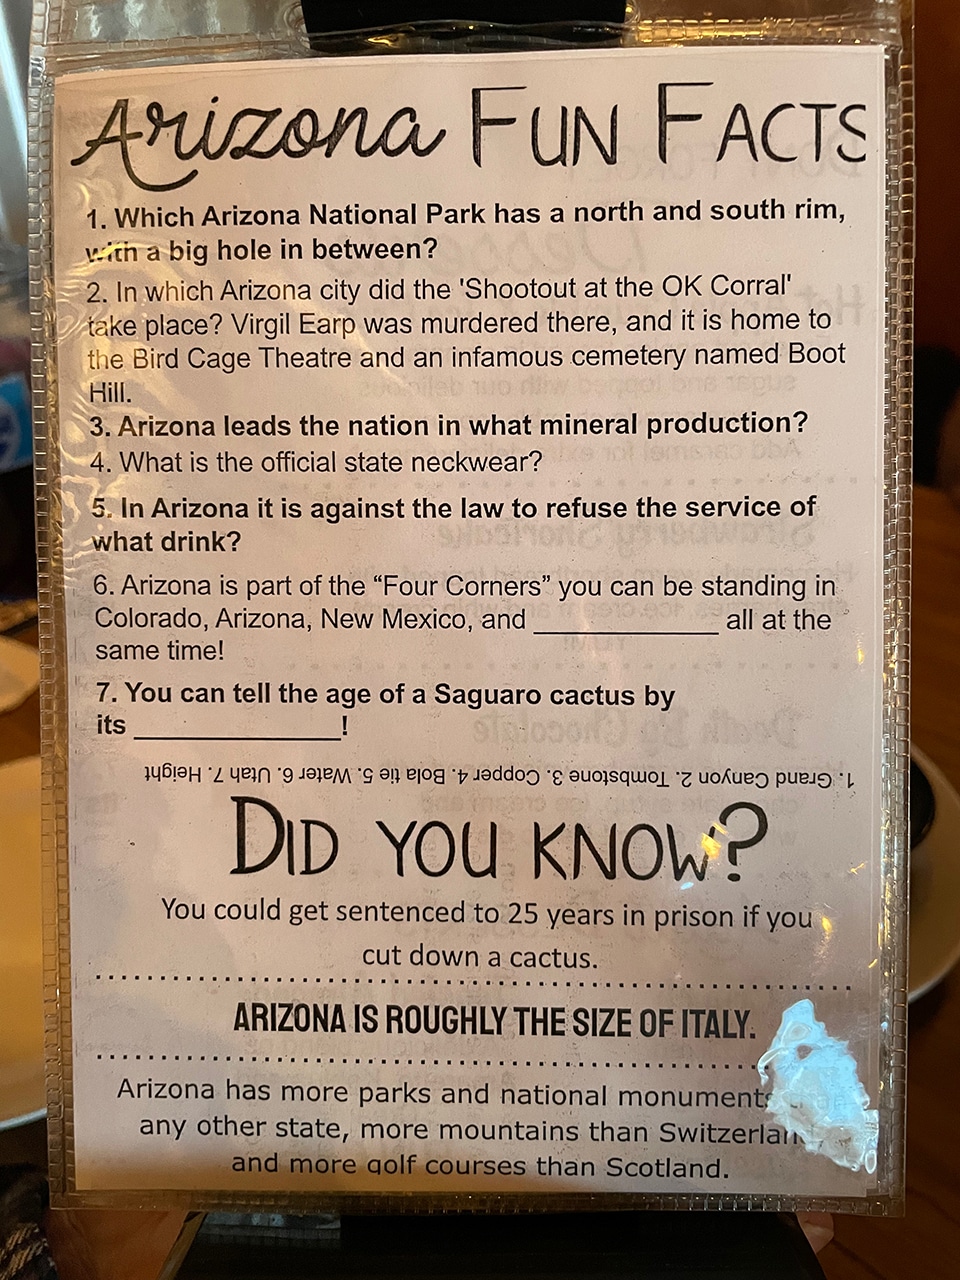 Arizona FUN FACTS
1. Which Arizona National Park has a north and south rim,
with a big hole in between?
2. In which Arizona city did the 'Shootout at the OK Corral'
take place? Virgil Earp was murdered there, and it is home to
the Bird Cage Theatre and an infamous cemetery named Boot
Hill.
3. Arizona leads the nation in what mineral production?
4. What is the official state neckwear?
5. In Arizona it is against the law to refuse the service of
what drink?
6. Arizona is part of the “Four Corners” you can be standing in
Colorado, Arizona, New Mexico, and ____________ all at the
same time!
7. You can tell the age of a Saguaro cactus by
its ______________!
1. Grand Canyon 2. Tombstone 3. Copper 4. Bola tie 5. Water 6. Utah 7. Height
DID YOU KNOW?
You could get sentenced to 25 years in prison if you
cut down a cactus.
ARIZONA IS ROUGHLY THE SIZE OF ITALY.
Arizona has more parks and national monuments than
any other state, more mountains than Switzerland,
and more golf courses than Scotland.